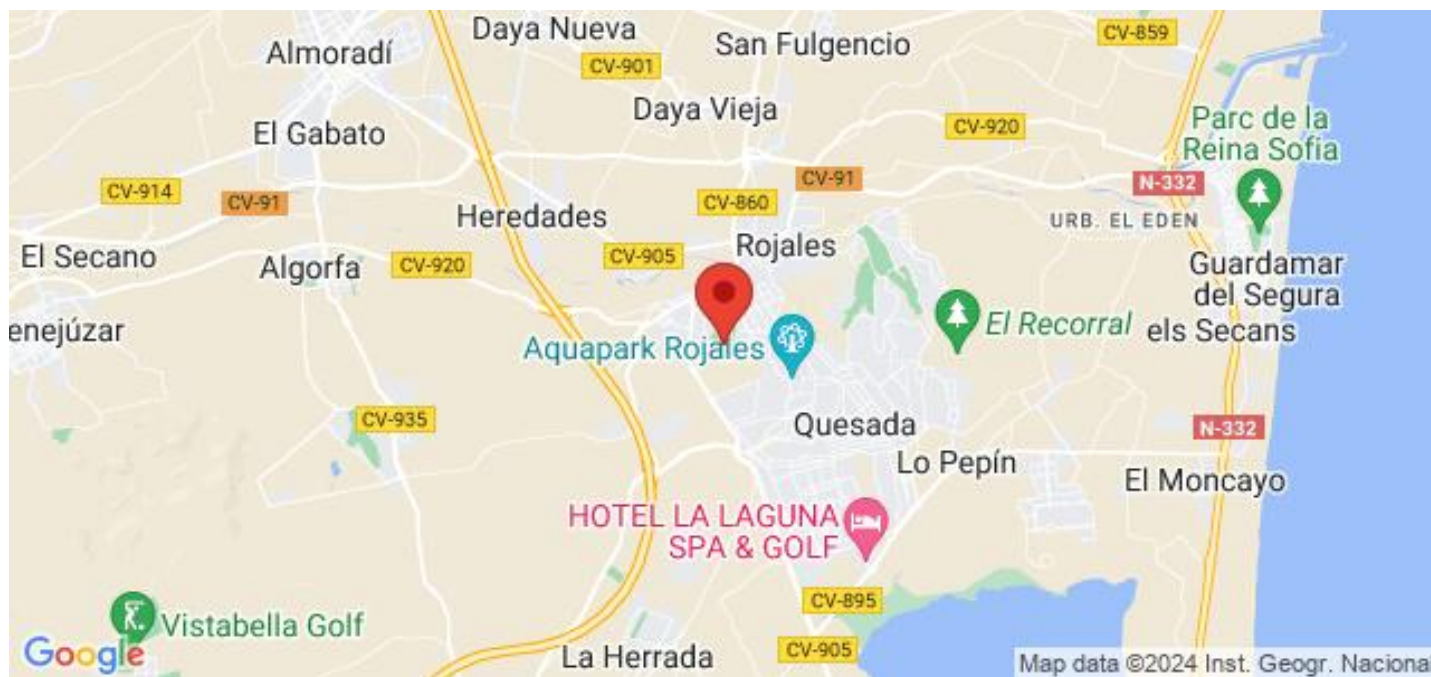 Daya Nueva
San Fulgencio
CV-859
Almoradí
CV-901
Daya Vieja
El Gabato
CV-920
Parc de la
Reina Sofia
CV-914
CV-91
CV-860
CV-91
N-332
Heredades
URB. EL EDEN
El Secano
Algorfa
CV-920
CV-905
Rojales
Guardamar
del Segura
enejúzar
Aquapark Rojales
El Recorral
els Secans
CV-935
Quesada
N-332
Lo Pepín
El Moncayo
HOTEL LA LAGUNA
SPA & GOLF
CV-895
Vistabella Golf
Google
La Herrada
CV-905
Map data ©2024 Inst. Geogr. Nacional